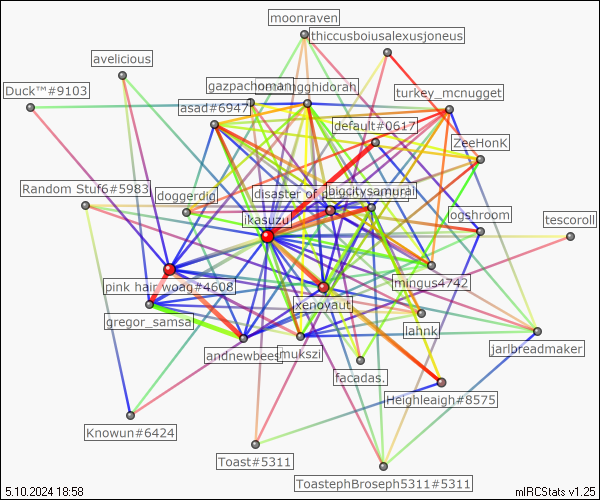 moonraven
thiccusboiusalexusjoneus
avelicious
Duck™#9103
gazpachoman
turkey_mcnugget
asad#6947
default#0617
ZeeHonK
Random Stuf6#5983
doggerdig
disaster of
bigcitysamurai
ikasuzu
ogshroom
tescoroll
pink hair woag#4608
mingus4742
xenoyaut
gregor_samsa
lahnk
andnewbees
mukszi
jarlbreadmaker
facadas.
Heighleaigh#8575
Knowun#6424
Toast#5311
ToastephBroseph5311#5311
5.10.2024 18:58
mIRCStats v1.25